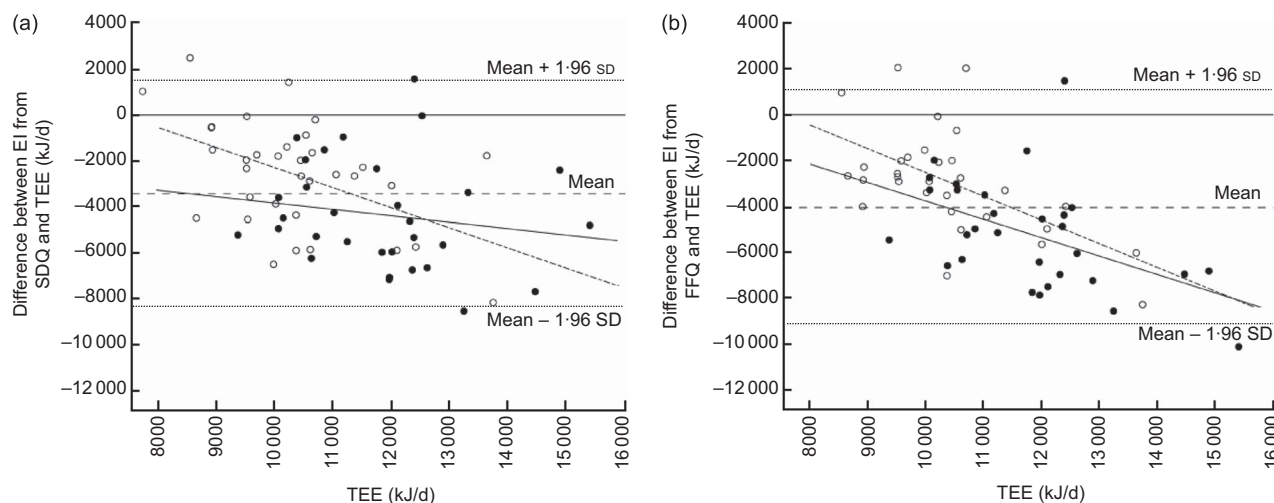 (a)
4000
2000
0
−2000
−4000
−6000
−8000
−10 000
−12 000
Difference between EI from
SDQ and TEE (kJ/d)
Mean + 1·96 SD
Mean
Mean – 1·96 SD
8000
9000
10 000
11 000
12 000
13 000
14 000
15 000
16 000
TEE (kJ/d)
(b)
4000
2000
0
−2000
−4000
−6000
−8000
−10 000
−12 000
Difference between EI from
FFQ and TEE (kJ/d)
Mean + 1·96 SD
Mean
Mean – 1·96 SD
8000
9000
10 000
11 000
12 000
13 000
14 000
15 000
16 000
TEE (kJ/d)